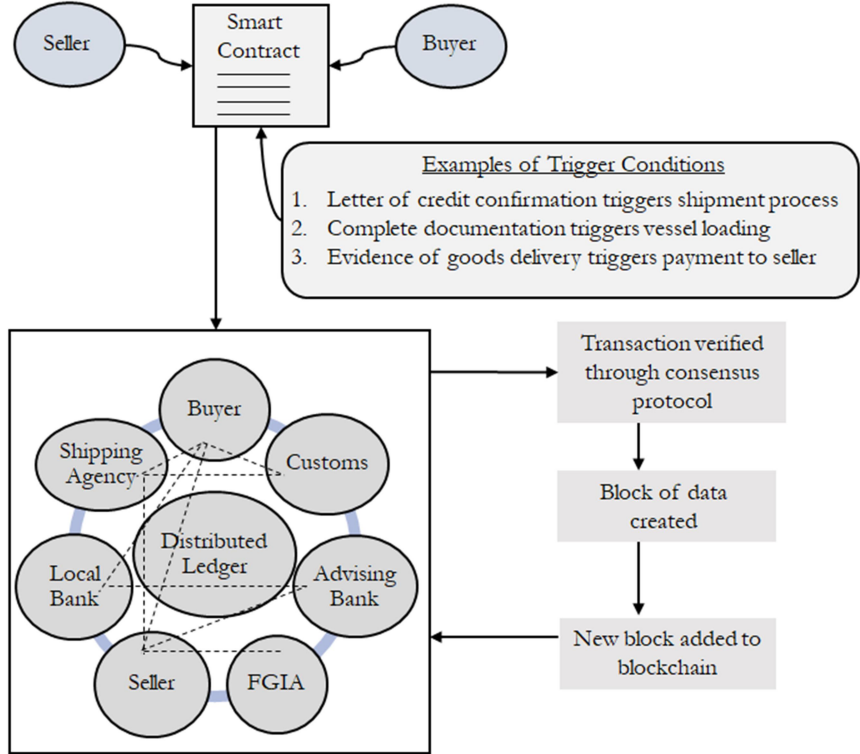 Seller
Smart
Contract
Buyer
Examples of Trigger Conditions
1. Letter of credit confirmation triggers shipment process
2. Complete documentation triggers vessel loading
3. Evidence of goods delivery triggers payment to seller
Transaction verified
through consensus
protocol
Block of data
created
New block added to
blockchain
Buyer
Shipping
Agency
Customs
Distributed
Ledger
Local
Bank
Advising
Bank
Seller
FGIA